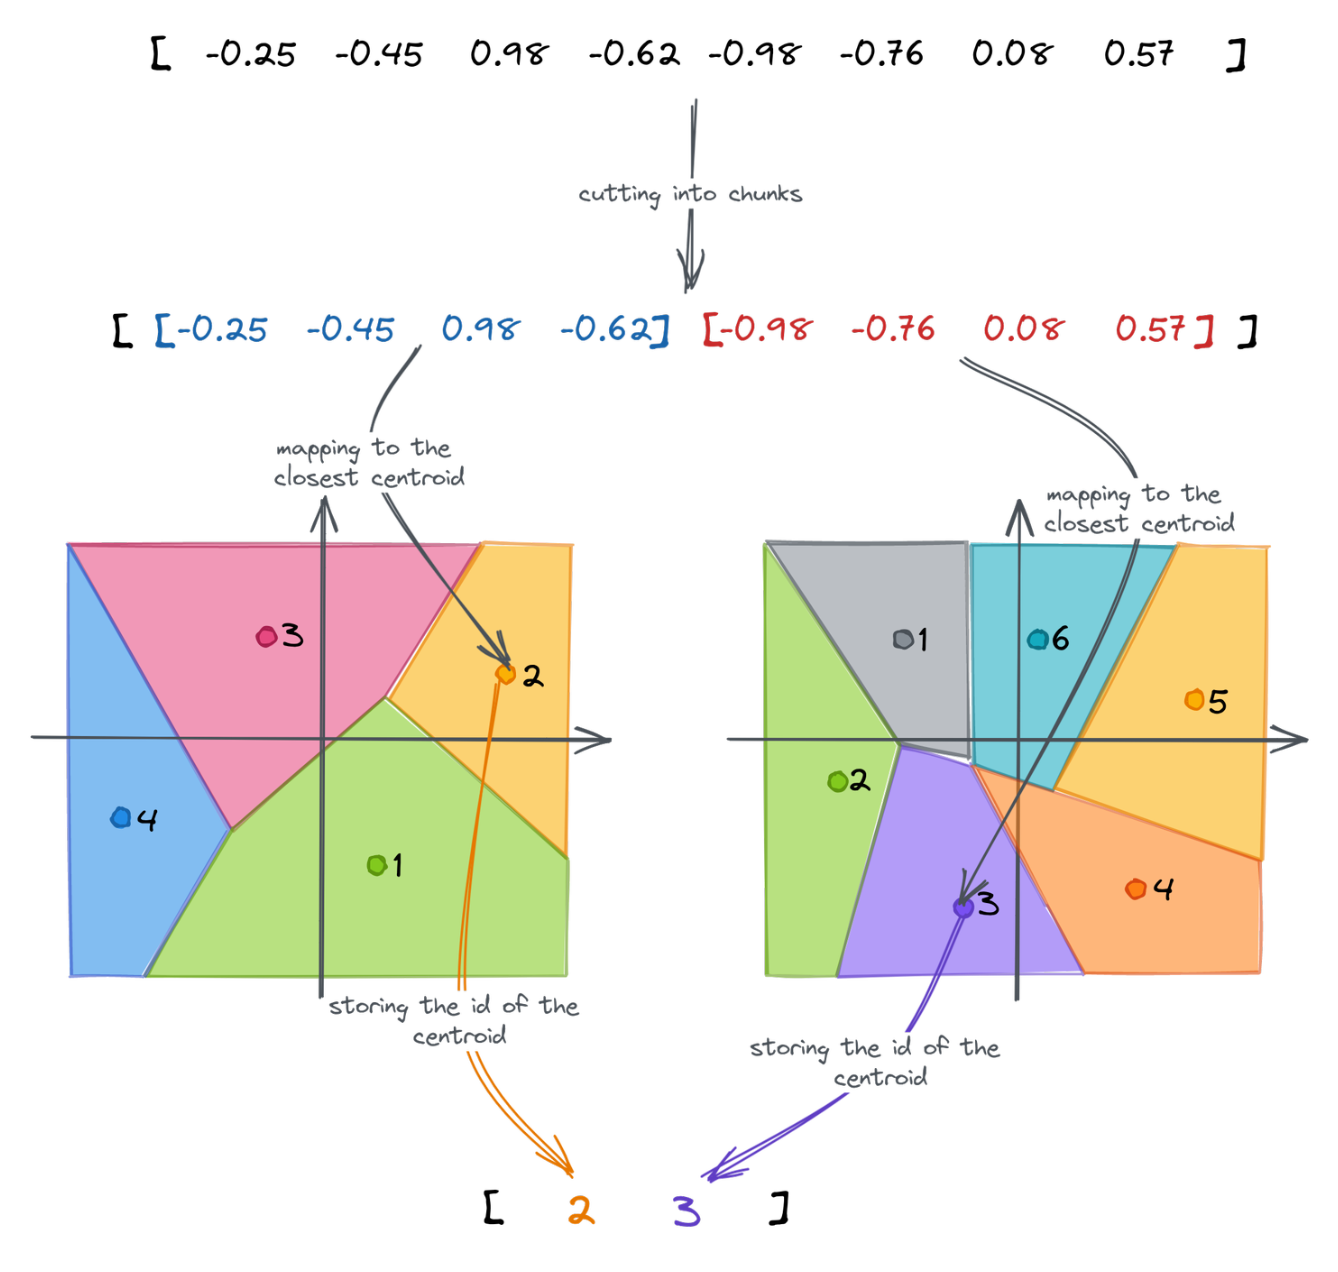 [ -0.25 -0.45 0.98 -0.62 -0.98 -0.76 0.08 0.57 ]
cutting into chunks
[ [-0.25 -0.45 0.98 -0.62] [-0.98 -0.76 0.08 0.57] ]
mapping to the
closest centroid
mapping to the
closest centroid
3
2
4
1
1
6
5
2
4
3
storing the id of the
centroid
storing the id of the
centroid
[ 2 3 ]